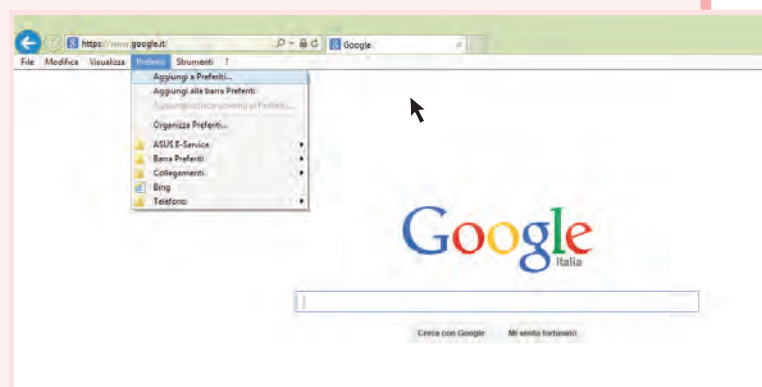 https://www.google.it/ Google
File Modifica Visualizza Preferiti Strumenti ?
Aggiungi a Preferiti...
Aggiungi alla barra Preferiti
Organizza Preferiti...
ASUS E-Service
Barra Preferiti
Collegamenti
Bing
Telefono
Google
Italia
Cerca con Google Mi sento fortunato